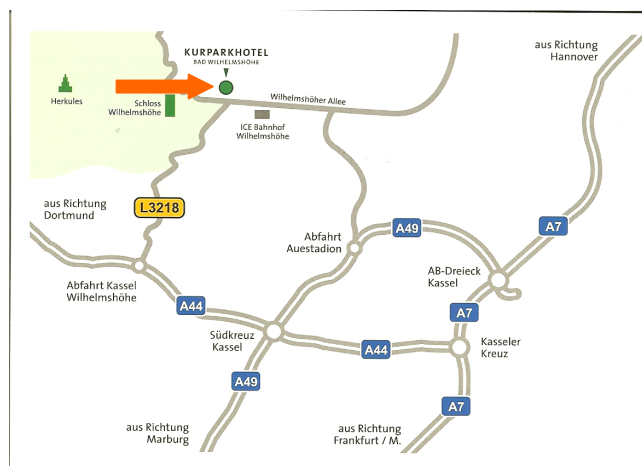 aus Richtung
Hannover
KURPARKHOTEL
BAD WILHELMSHÖHE
Herkules
Schloss
Wilhelmshöhe
Wilhelmshöher Allee
ICE Bahnhof
Wilhelmshöhe
aus Richtung
Dortmund
L3218
Abfahrt
Auestadion
A49
A7
AB-Dreieck
Kassel
Abfahrt Kassel
Wilhelmshöhe
A44
A7
Südkreuz
Kassel
A44
Kasseler
Kreuz
A49
A7
aus Richtung
Marburg
aus Richtung
Frankfurt / M.